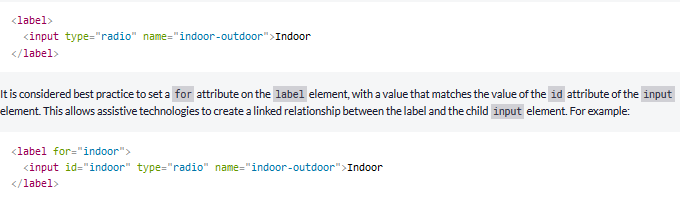 <label>
  <input type="radio" name="indoor-outdoor">Indoor
</label>
It is considered best practice to set a for attribute on the label element, with a value that matches the value of the id attribute of the input
element. This allows assistive technologies to create a linked relationship between the label and the child input element. For example:
<label for="indoor">
  <input id="indoor" type="radio" name="indoor-outdoor">Indoor
</label>